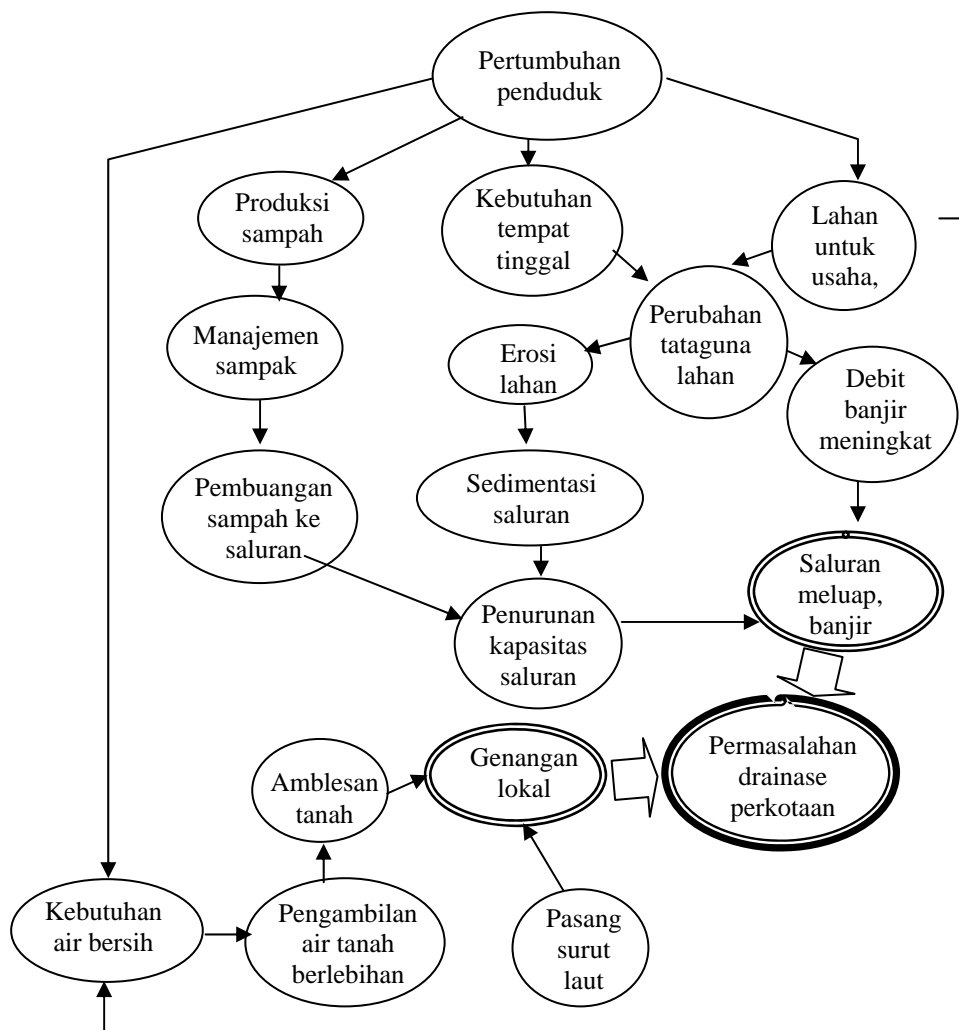 Pertumbuhan
penduduk
Produksi
sampah
Kebutuhan
tempat
tinggal
Lahan
untuk
usaha,
Manajemen
sampak
Erosi
lahan
Perubahan
tataguna
lahan
Debit
banjir
meningkat
Pembuangan
sampah ke
saluran
Sedimentasi
saluran
Saluran
meluap,
banjir
Penurunan
kapasitas
saluran
Amblesan
tanah
Genangan
lokal
Permasalahan
drainase
perkotaan
Kebutuhan
air bersih
Pengambilan
air tanah
berlebihan
Pasang
surut
laut